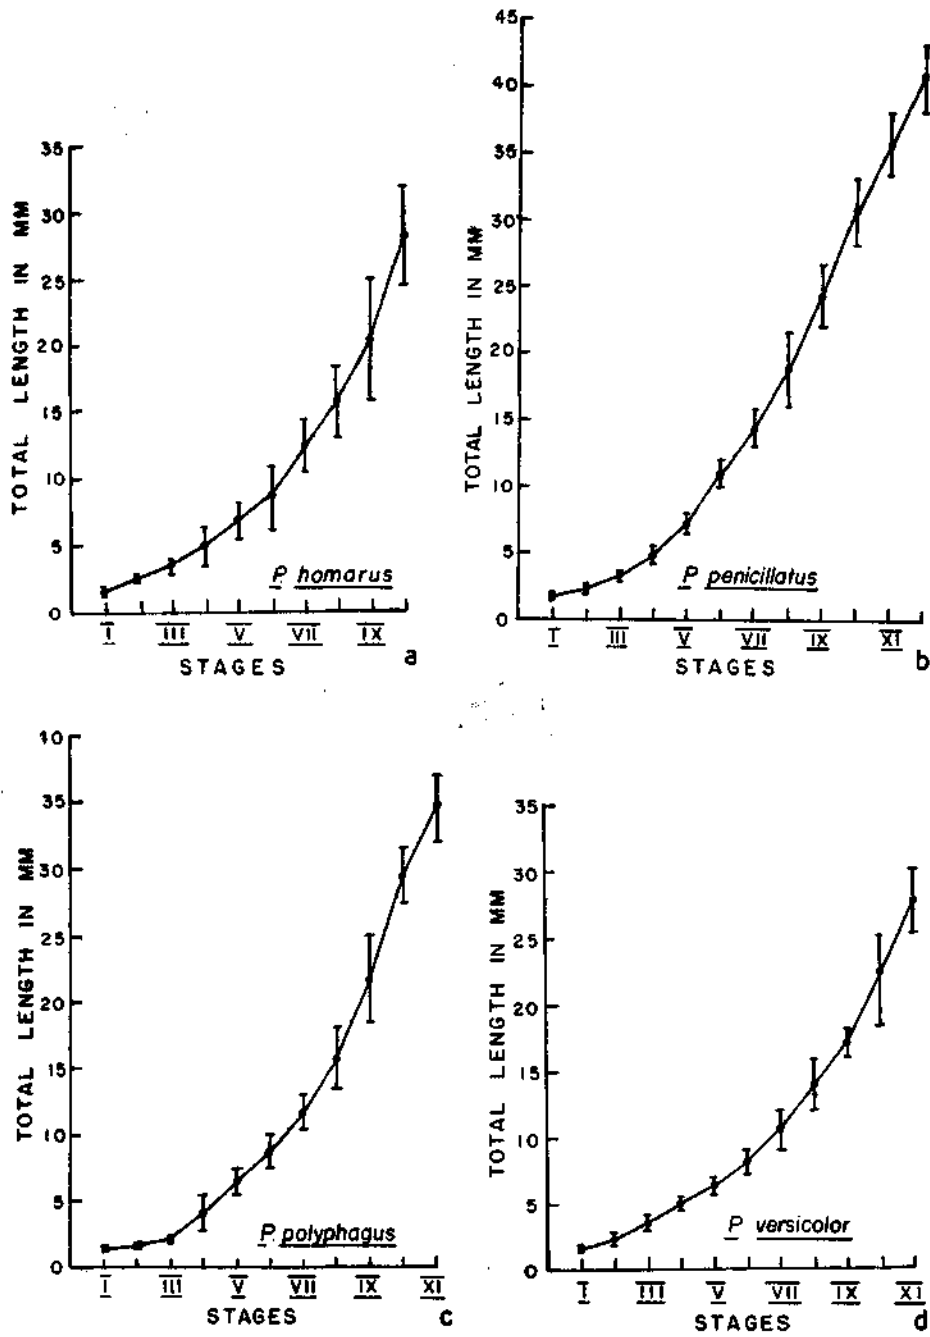 35
30
25
20
15
10
5
0
TOTAL LENGTH IN MM
P. homarus
I III V VII IX
STAGES
a
45
40
35
30
25
20
15
10
5
0
TOTAL LENGTH IN MM
P penicillatus
I III V VII IX XI
STAGES
b
10
35
30
25
20
15
10
5
0
TOTAL LENGTH IN MM
P. polyphagus
I III V VII IX XI
STAGES
c
35
30
25
20
15
10
5
0
TOTAL LENGTH IN MM
P versicolor
I III V VII IX XI
STAGES
d